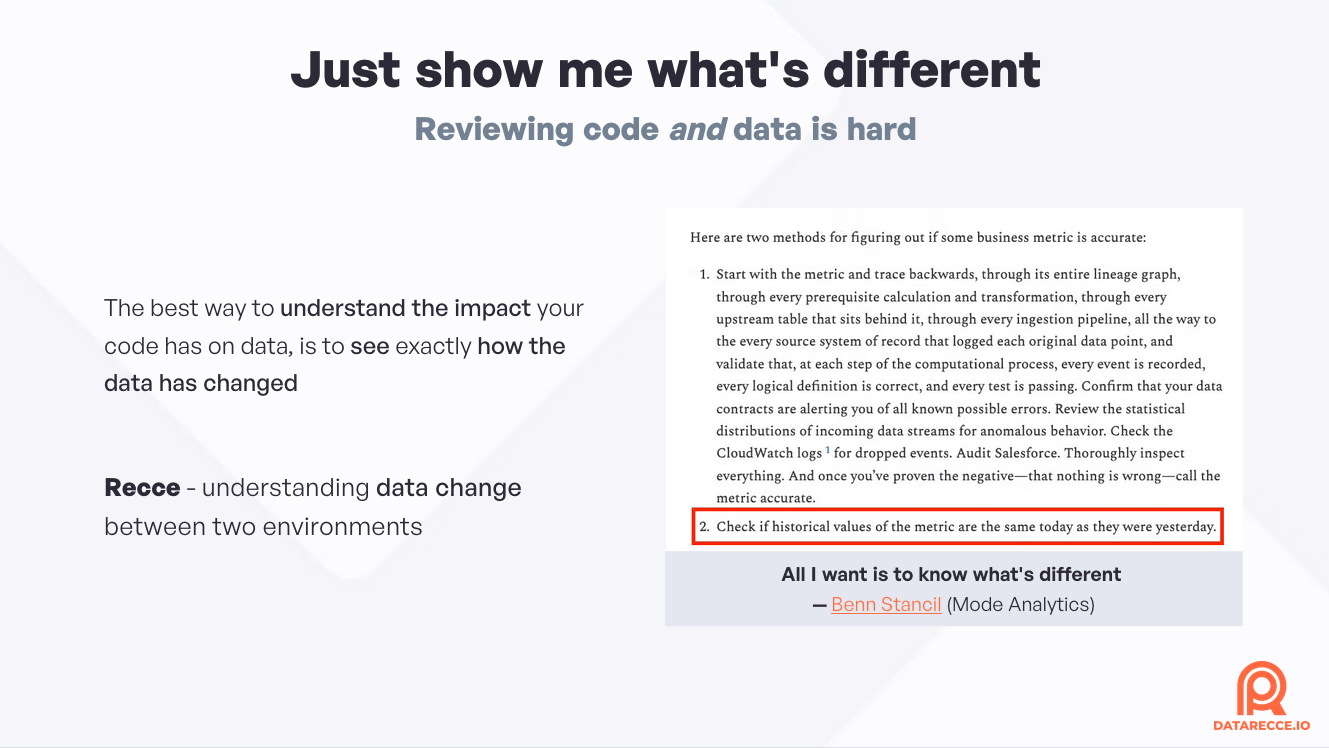 Just show me what's different
Reviewing code and data is hard
The best way to understand the impact your
code has on data, is to see exactly how the
data has changed
Recce - understanding data change
between two environments
Here are two methods for figuring out if some business metric is accurate:
1. Start with the metric and trace backwards, through its entire lineage graph,
through every prerequisite calculation and transformation, through every
upstream table that sits behind it, through every ingestion pipeline, all the way to
the every source system of record that logged each original data point, and
validate that, at each step of the computational process, every event is recorded,
every logical definition is correct, and every test is passing. Confirm that your data
contracts are alerting you of all known possible errors. Review the statistical
distributions of incoming data streams for anomalous behavior. Check the
CloudWatch logs 1 for dropped events. Audit Salesforce. Thoroughly inspect
everything. And once you’ve proven the negative—that nothing is wrong—call the
metric accurate.
2. Check if historical values of the metric are the same today as they were yesterday.
All I want is to know what's different
— Benn Stancil (Mode Analytics)
DATARECCE.IO